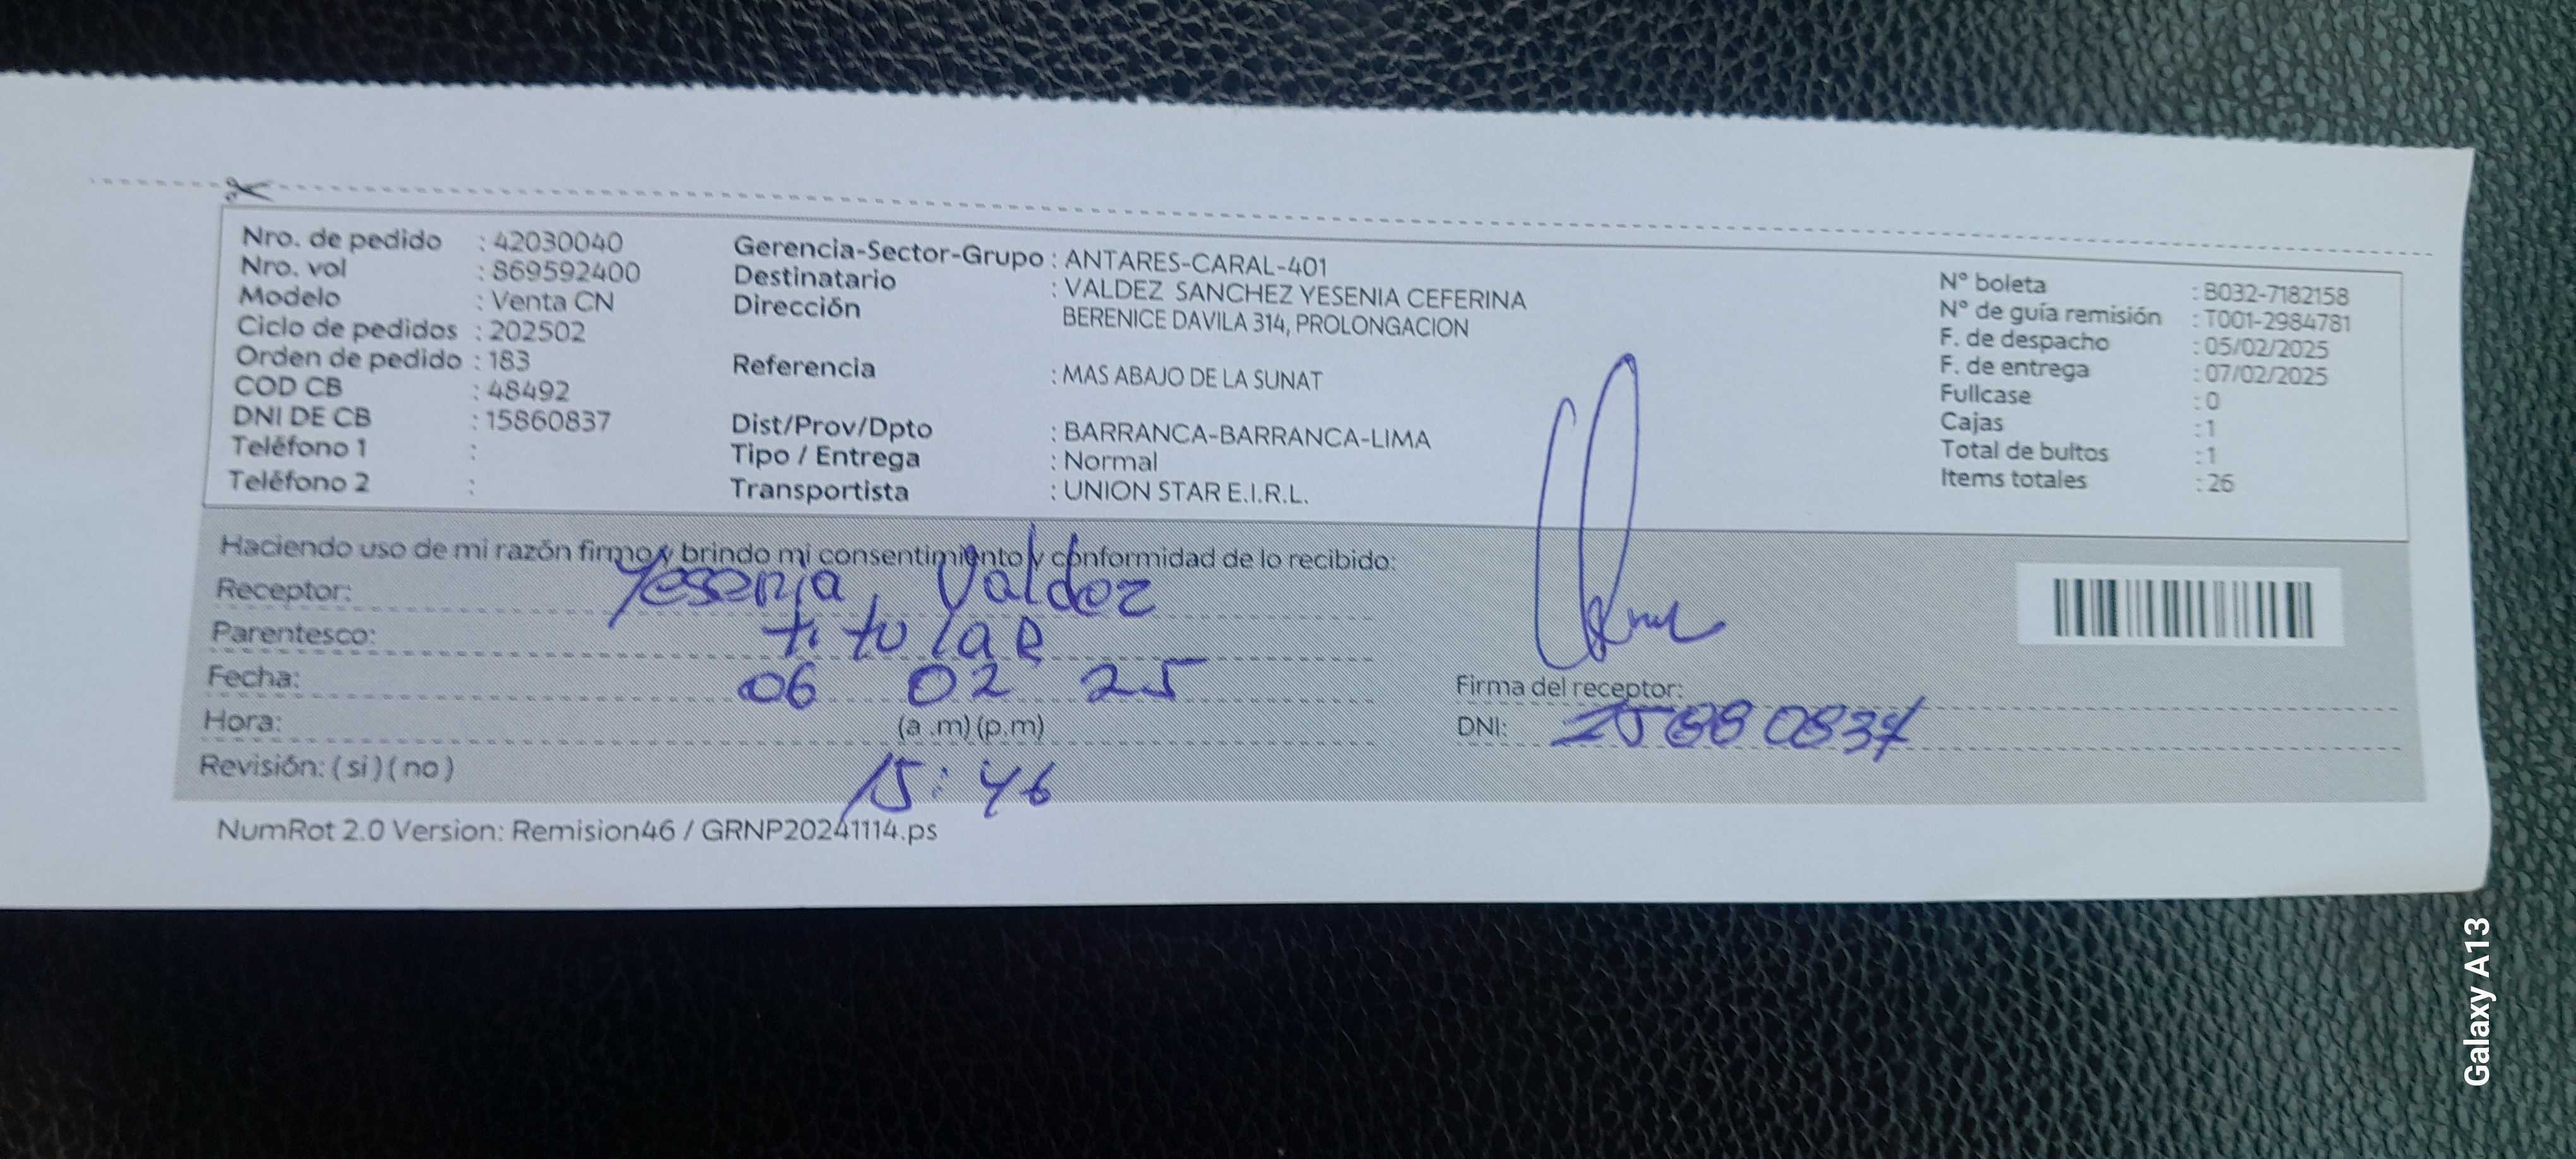 Nro. de pedido : 42030040
Nro. vol : 869592400
Modelo : Venta CN
Ciclo de pedidos : 202502
Orden de pedido : 183
COD CB : 48492
DNI DE CB : 15860837
Teléfono 1 :
Teléfono 2 :
Gerencia-Sector-Grupo : ANTARES-CARAL-401
Destinatario : VALDEZ SANCHEZ YESENIA CEFERINA
Dirección BERENICE DAVILA 314, PROLONGACION
Referencia : MAS ABAJO DE LA SUNAT
Dist/Prov/Dpto : BARRANCA-BARRANCA-LIMA
Tipo / Entrega : Normal
Transportista : UNION STAR E.I.R.L.
N° boleta : B032-7182158
N° de guía remisión : T001-2984781
F. de despacho : 05/02/2025
F. de entrega : 07/02/2025
Fullcase : 0
Cajas : 1
Total de bultos : 1
Items totales : 26
Haciendo uso de mi razón firmo y brindo mi consentimiento y conformidad de lo recibido:
Receptor: Yesenia Valdez
Parentesco: titular
Fecha: 06 02 25
Hora: (a .m) (p.m)
15:46
Revisión: ( si ) ( no )
Firma del receptor:
DNI:
NumRot 2.0 Version: Remision46 / GRNP20241114.ps
Galaxy A13